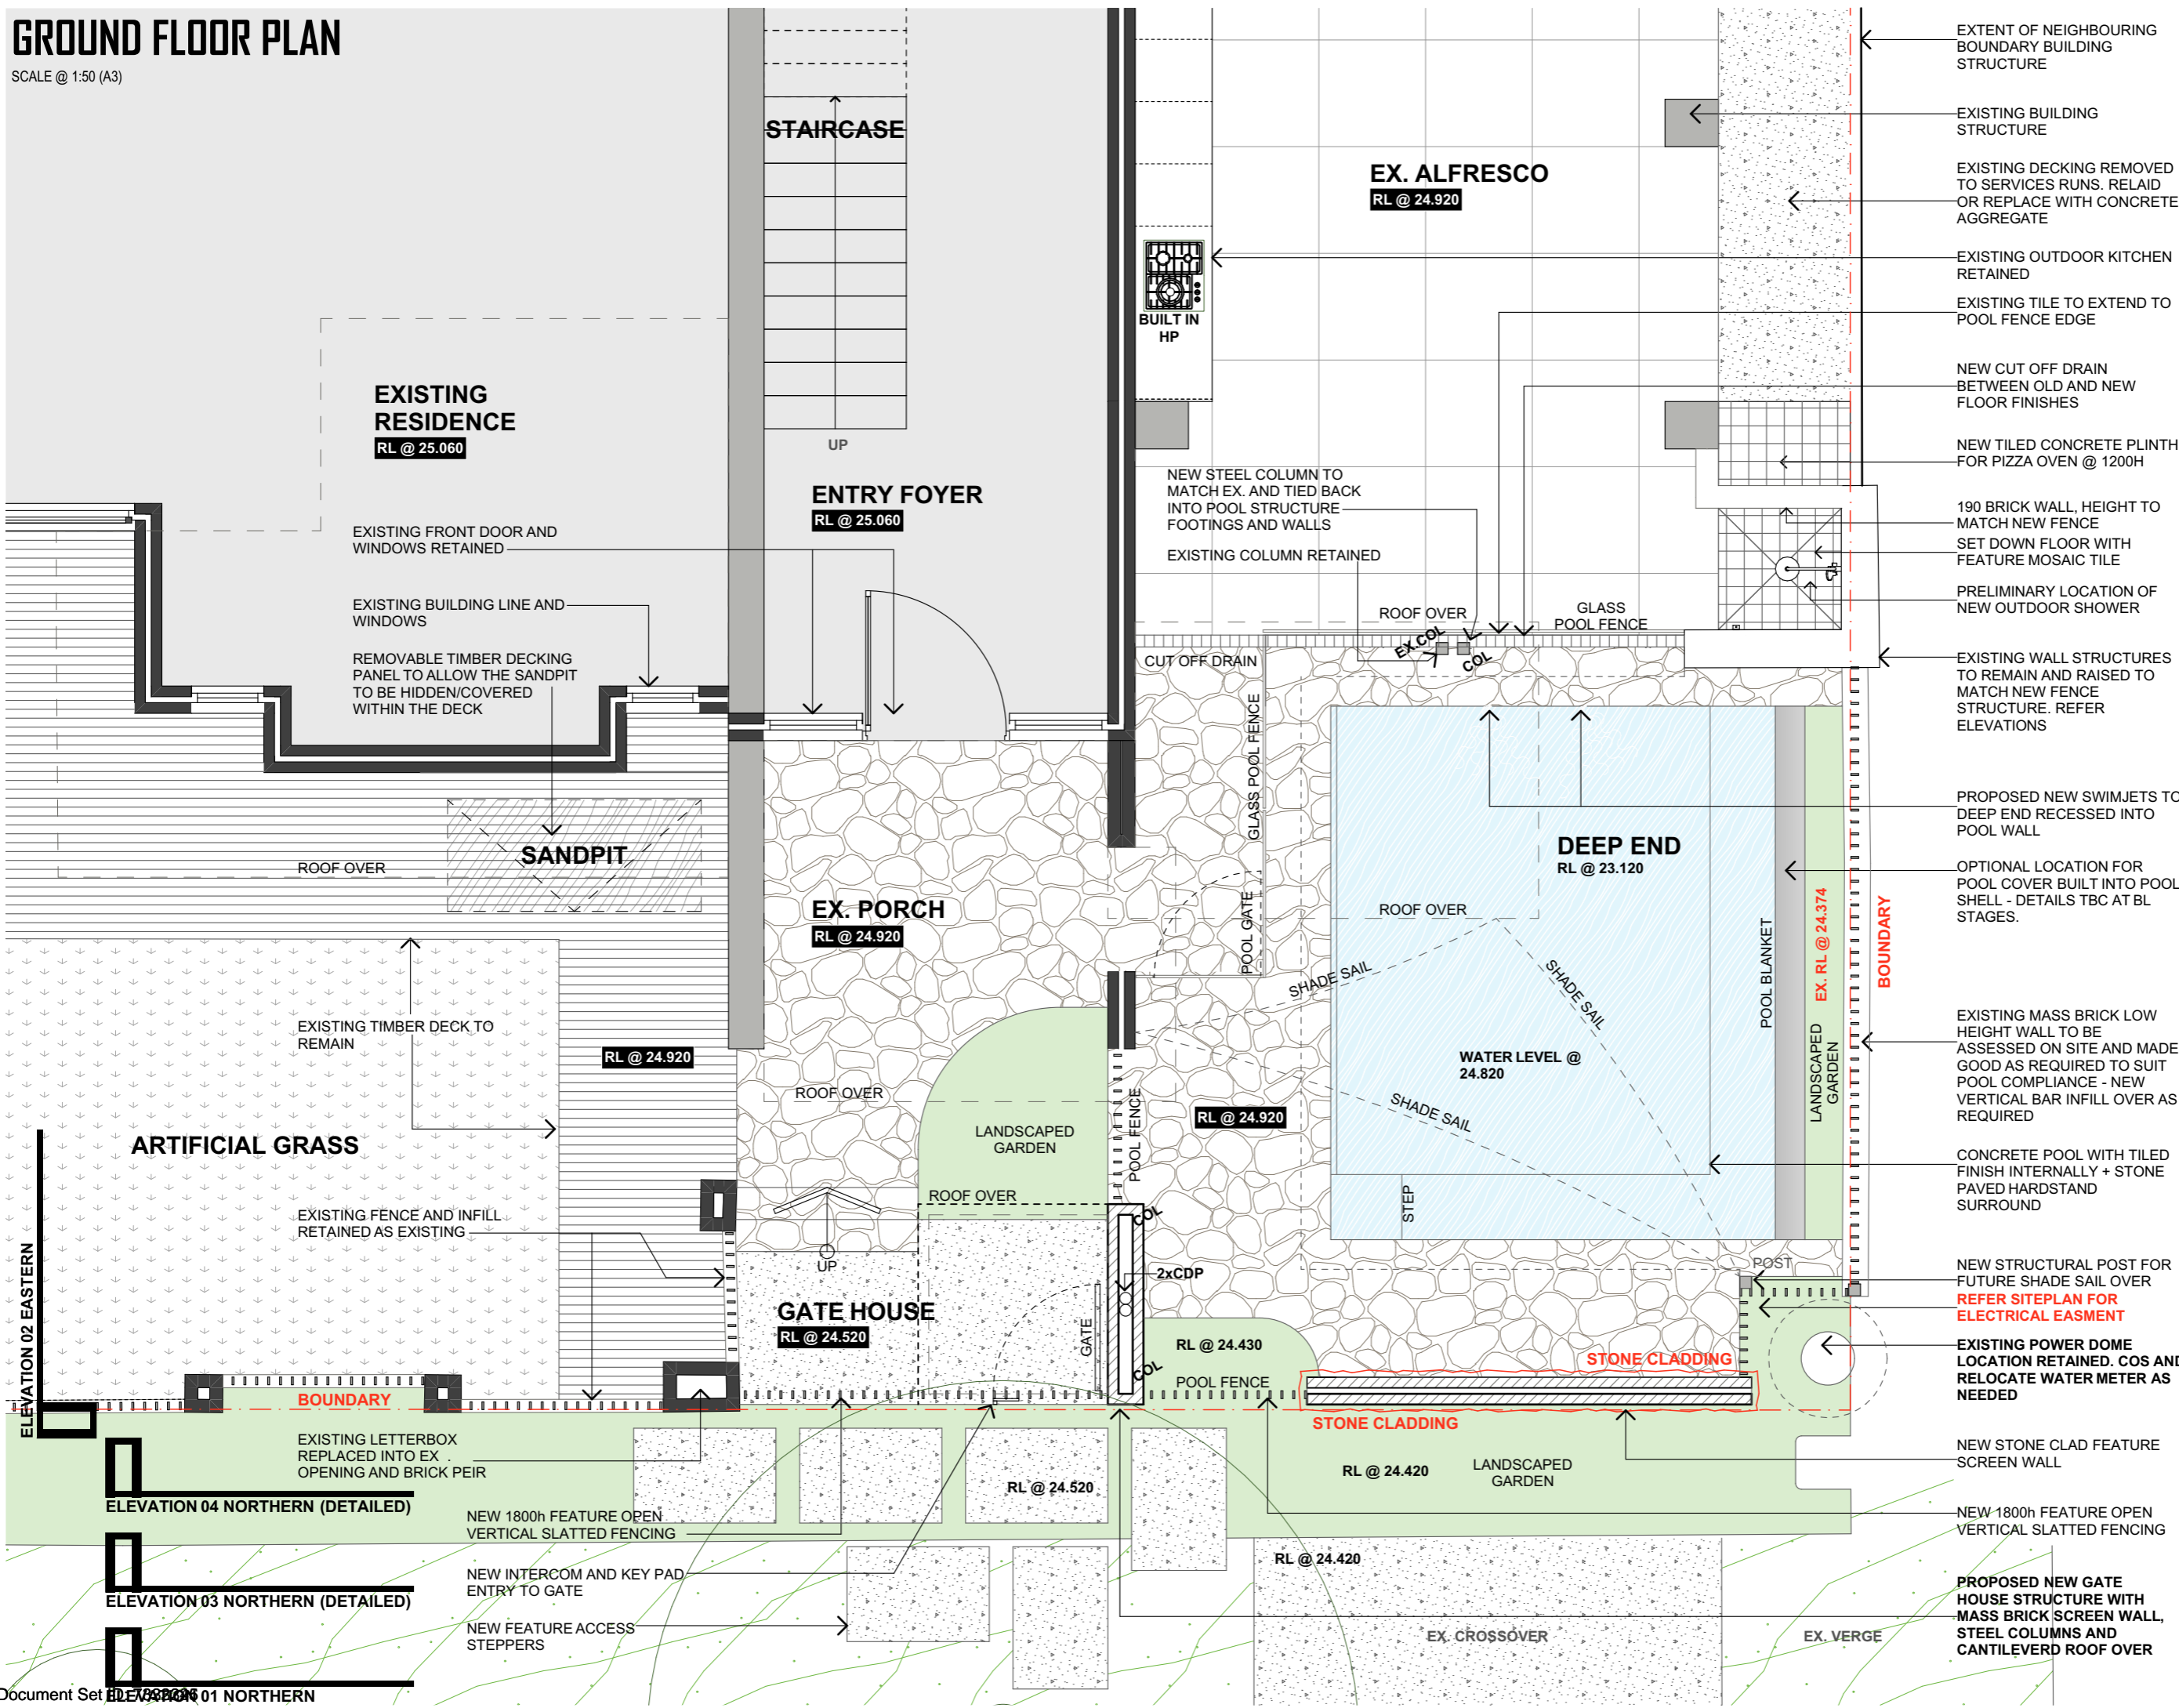 GROUND FLOOR PLAN
SCALE @ 1:50 (A3)
STAIRCASE
UP
EXISTING
RESIDENCE
RL @ 25.060
ENTRY FOYER
RL @ 25.060
EX. ALFRESCO
RL @ 24.920
BUILT IN
HP
EXISTING FRONT DOOR AND
WINDOWS RETAINED
EXISTING BUILDING LINE AND
WINDOWS
REMOVABLE TIMBER DECKING
PANEL TO ALLOW THE SANDPIT
TO BE HIDDEN/COVERED
WITHIN THE DECK
NEW STEEL COLUMN TO
MATCH EX. AND TIED BACK
INTO POOL STRUCTURE
FOOTINGS AND WALLS
EXISTING COLUMN RETAINED
ROOF OVER
GLASS
POOL FENCE
EX.COL
COL
CUT OFF DRAIN
GLASS POOL FENCE
SANDPIT
ROOF OVER
EX. PORCH
RL @ 24.920
POOL GATE
DEEP END
RL @ 23.120
ROOF OVER
SHADE SAIL
SHADE SAIL
SHADE SAIL
POOL BLANKET
EX. RL @ 24.374
BOUNDARY
LANDSCAPED
GARDEN
WATER LEVEL @
24.820
EXISTING TIMBER DECK TO
REMAIN
RL @ 24.920
ROOF OVER
LANDSCAPED
GARDEN
POOL FENCE
RL @ 24.920
ARTIFICIAL GRASS
EXISTING FENCE AND INFILL
RETAINED AS EXISTING
ROOF OVER
COL
STEP
UP
2xCDP
POST
GATE HOUSE
RL @ 24.520
GATE
COL
RL @ 24.430
POOL FENCE
STONE CLADDING
STONE CLADDING
BOUNDARY
ELEVATION 02 EASTERN
EXISTING LETTERBOX
REPLACED INTO EX .
OPENING AND BRICK PEIR
RL @ 24.520
RL @ 24.420
LANDSCAPED
GARDEN
ELEVATION 04 NORTHERN (DETAILED)
NEW 1800h FEATURE OPEN
VERTICAL SLATTED FENCING
RL @ 24.420
NEW INTERCOM AND KEY PAD
ENTRY TO GATE
ELEVATION 03 NORTHERN (DETAILED)
NEW FEATURE ACCESS
STEPPERS
EX. CROSSOVER
EX. VERGE
Document Set
ELEVATION 01 NORTHERN
EXTENT OF NEIGHBOURING
BOUNDARY BUILDING
STRUCTURE
EXISTING BUILDING
STRUCTURE
EXISTING DECKING REMOVED
TO SERVICES RUNS. RELAID
OR REPLACE WITH CONCRETE
AGGREGATE
EXISTING OUTDOOR KITCHEN
RETAINED
EXISTING TILE TO EXTEND TO
POOL FENCE EDGE
NEW CUT OFF DRAIN
BETWEEN OLD AND NEW
FLOOR FINISHES
NEW TILED CONCRETE PLINTH
FOR PIZZA OVEN @ 1200H
190 BRICK WALL, HEIGHT TO
MATCH NEW FENCE
SET DOWN FLOOR WITH
FEATURE MOSAIC TILE
PRELIMINARY LOCATION OF
NEW OUTDOOR SHOWER
EXISTING WALL STRUCTURES
TO REMAIN AND RAISED TO
MATCH NEW FENCE
STRUCTURE. REFER
ELEVATIONS
PROPOSED NEW SWIMJETS TO
DEEP END RECESSED INTO
POOL WALL
OPTIONAL LOCATION FOR
POOL COVER BUILT INTO POOL
SHELL - DETAILS TBC AT BL
STAGES.
EXISTING MASS BRICK LOW
HEIGHT WALL TO BE
ASSESSED ON SITE AND MADE
GOOD AS REQUIRED TO SUIT
POOL COMPLIANCE - NEW
VERTICAL BAR INFILL OVER AS
REQUIRED
CONCRETE POOL WITH TILED
FINISH INTERNALLY + STONE
PAVED HARDSTAND
SURROUND
NEW STRUCTURAL POST FOR
FUTURE SHADE SAIL OVER
REFER SITEPLAN FOR
ELECTRICAL EASMENT
EXISTING POWER DOME
LOCATION RETAINED. COS AND
RELOCATE WATER METER AS
NEEDED
NEW STONE CLAD FEATURE
SCREEN WALL
NEW 1800h FEATURE OPEN
VERTICAL SLATTED FENCING
PROPOSED NEW GATE
HOUSE STRUCTURE WITH
MASS BRICK SCREEN WALL,
STEEL COLUMNS AND
CANTILEVERD ROOF OVER